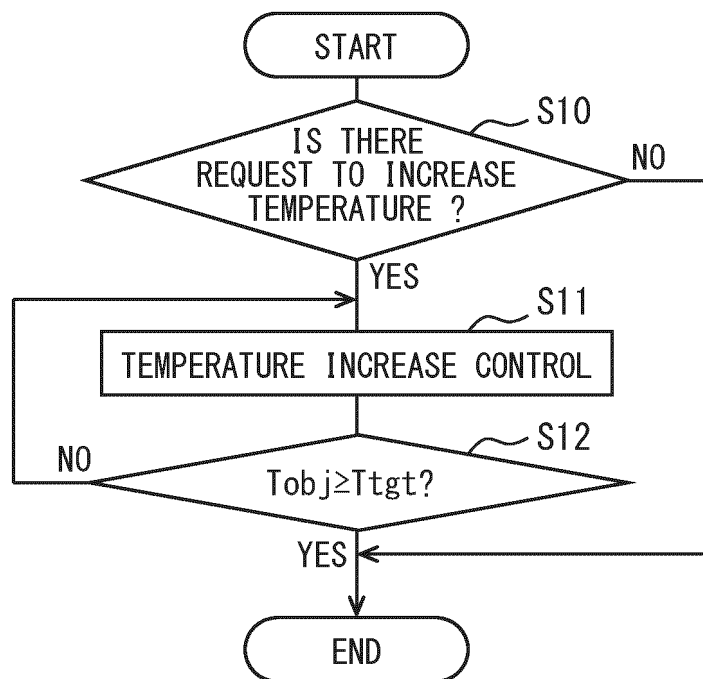 START
S10
IS THERE
REQUEST TO INCREASE
TEMPERATURE ?
NO
YES
S11
TEMPERATURE INCREASE CONTROL
S12
NO
Tobj≥Ttgt?
YES
END